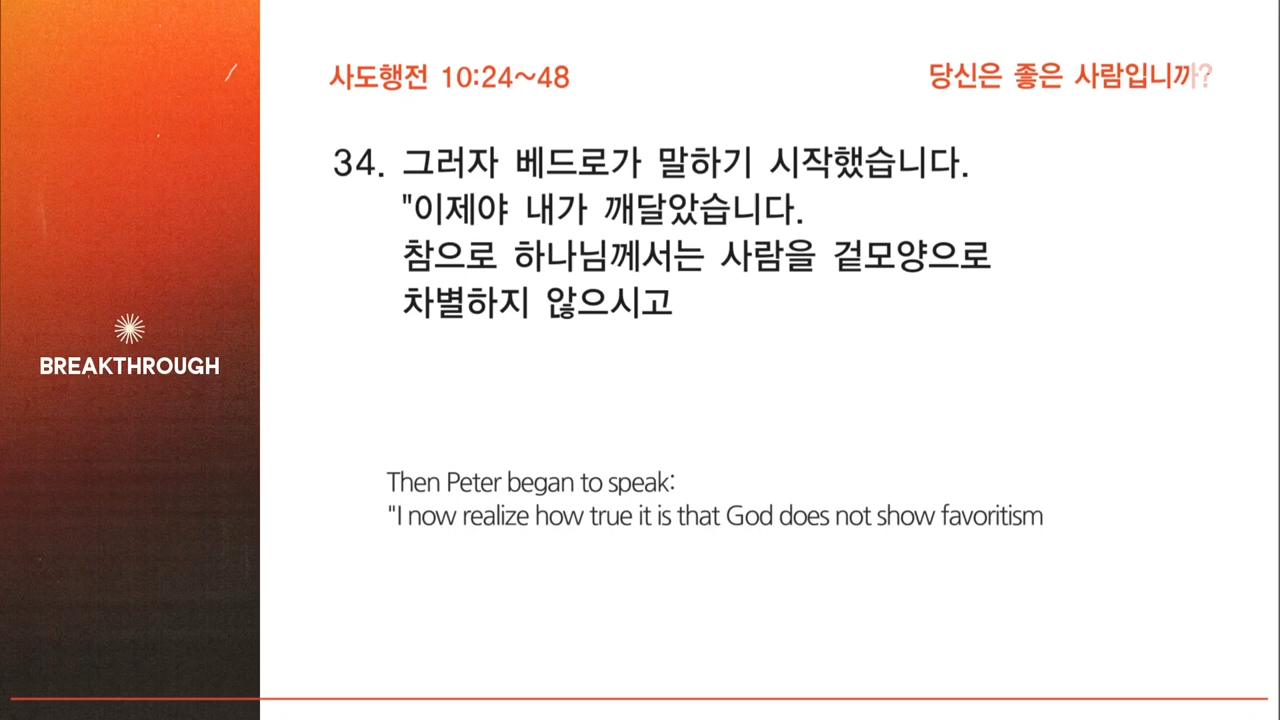 사도행전 10:24~48
당신은 좋은 사람입니까?
34. 그러자 베드로가 말하기 시작했습니다.
"이제야 내가 깨달았습니다.
참으로 하나님께서는 사람을 겉모양으로
차별하지 않으시고
BREAKTHROUGH
Then Peter began to speak:
"I now realize how true it is that God does not show favoritism